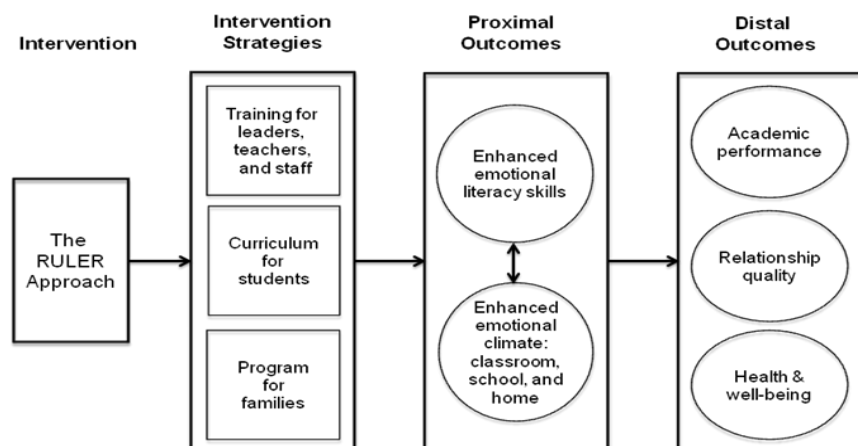 Intervention
Intervention
Strategies
Proximal
Outcomes
Distal
Outcomes
The
RULER
Approach
Training for
leaders,
teachers,
and staff
Curriculum
for
students
Program
for
families
Enhanced
emotional
literacy skills
Enhanced
emotional
climate:
classroom,
school, and
home
Academic
performance
Relationship
quality
Health &
well-being